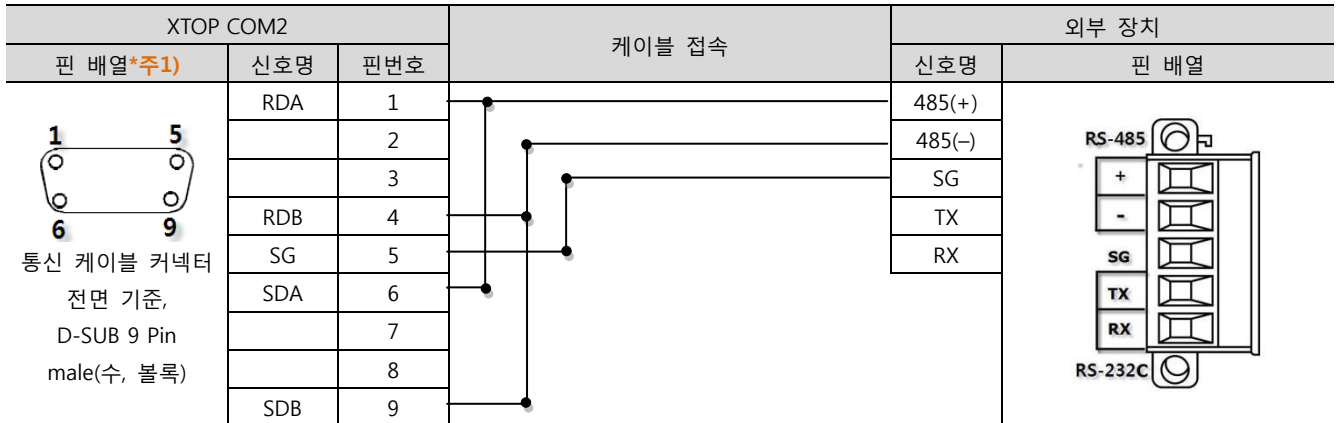 XTOP COM2 케이블 접속 외부 장치
핀 배열*주1) 신호명 핀번호 신호명 핀 배열
RDA 1 485(+)
2 485(–)
3 SG
RDB 4 TX
SG 5 RX
SDA 6
7
8
SDB 9
1 5
6 9
통신 케이블 커넥터
전면 기준,
D-SUB 9 Pin
male(수, 볼록)
RS-485
+
-
SG
TX
RX
RS-232C